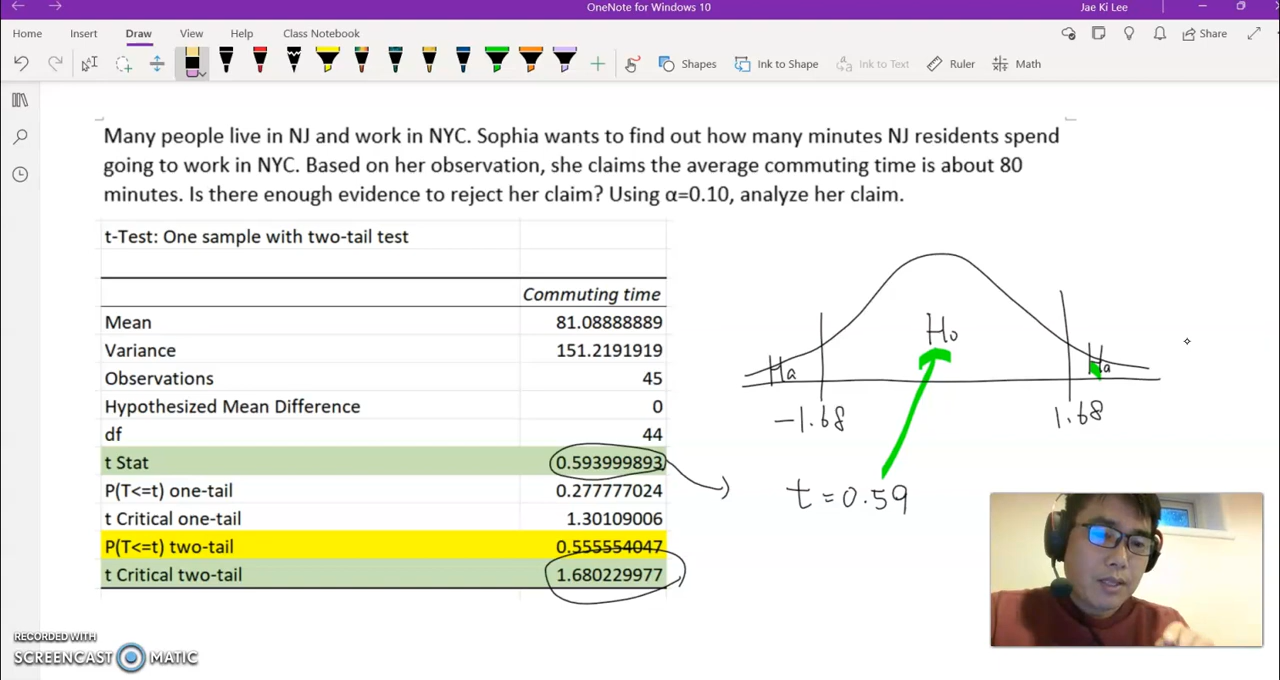 OneNote for Windows 10
Jae Ki Lee
Home Insert Draw View Help Class Notebook
Share
Shapes Ink to Shape Ink to Text Ruler Math
Many people live in NJ and work in NYC. Sophia wants to find out how many minutes NJ residents spend
going to work in NYC. Based on her observation, she claims the average commuting time is about 80
minutes. Is there enough evidence to reject her claim? Using α=0.10, analyze her claim.
t-Test: One sample with two-tail test
Commuting time
Mean 81.08888889
Variance 151.2191919
Observations 45
Hypothesized Mean Difference 0
df 44
t Stat 0.593999893
P(T<=t) one-tail 0.277777024
t Critical one-tail 1.30109006
P(T<=t) two-tail 0.555554047
t Critical two-tail 1.680229977
Ho
Ha
Ha
-1.68
1.68
t = 0.59
RECORDED WITH
SCREENCAST MATIC